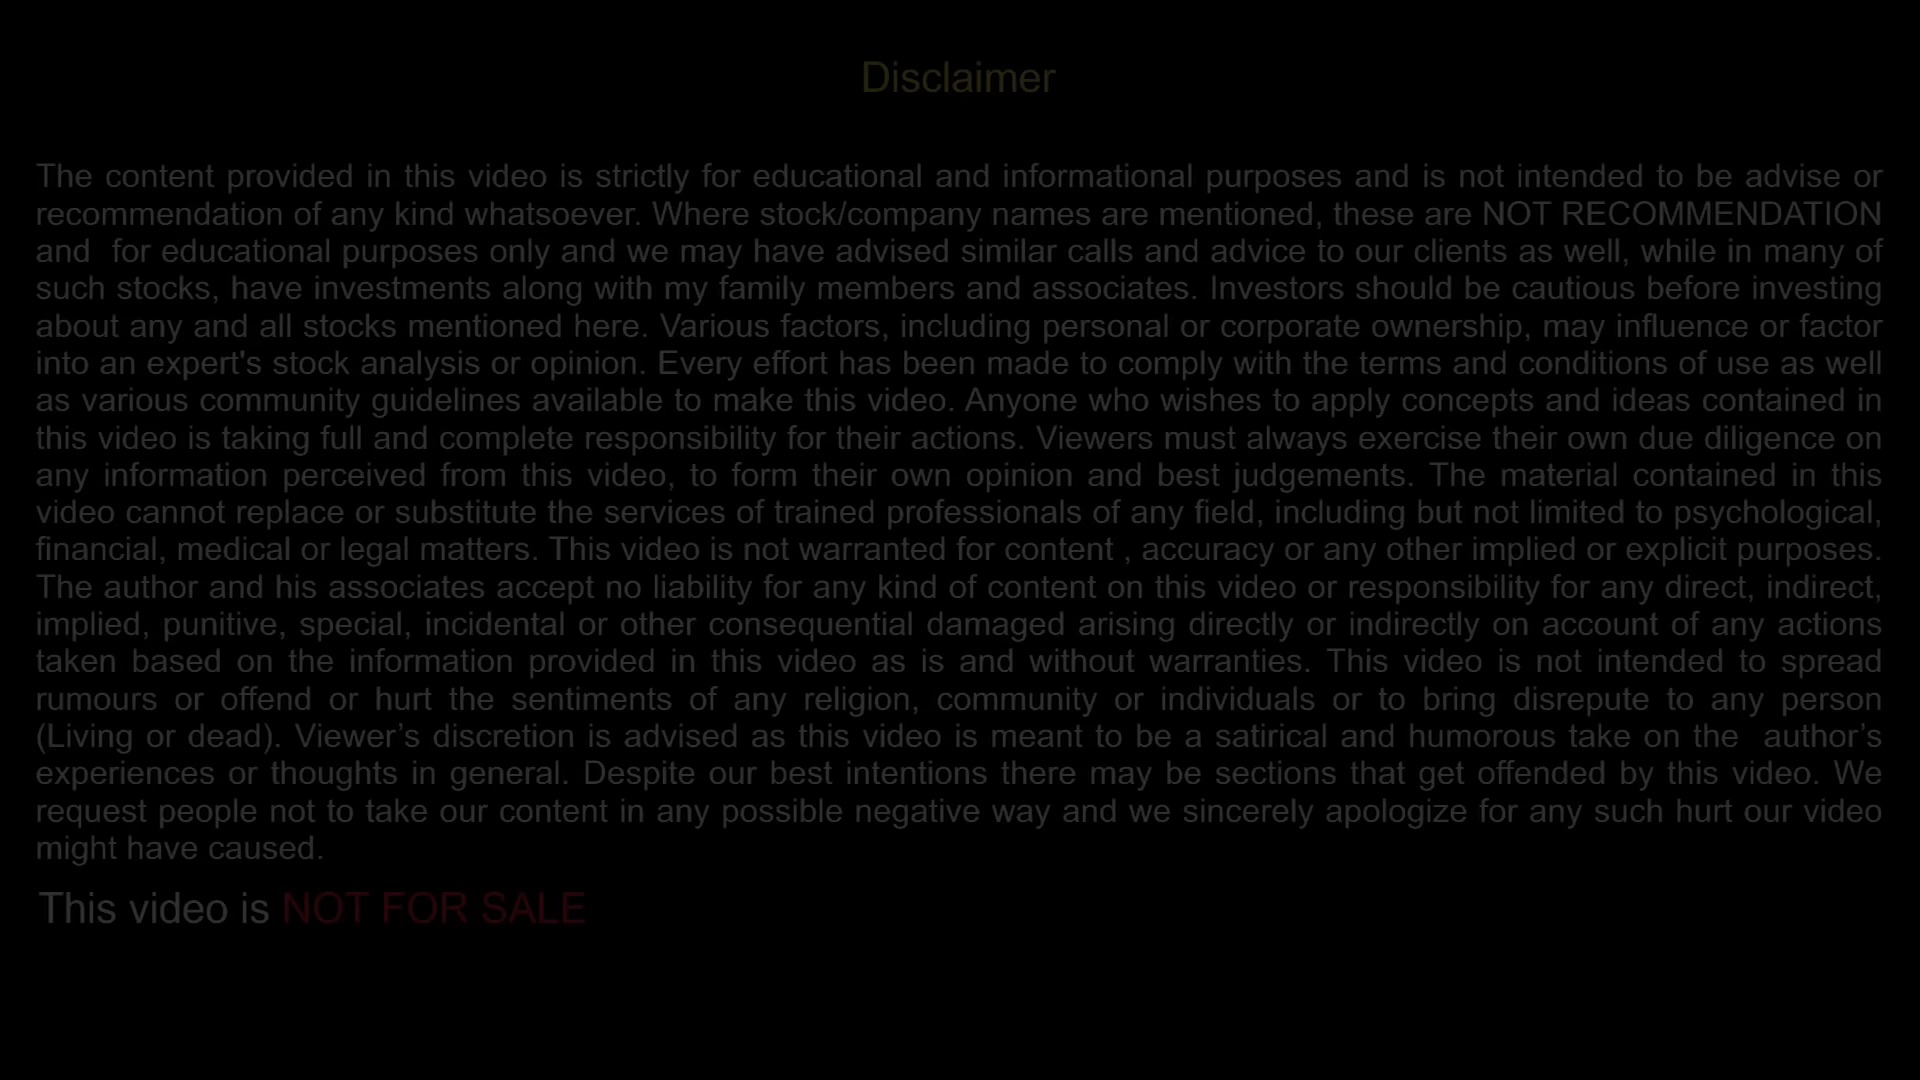 Disclaimer
The content provided in this video is strictly for educational and informational purposes and is not intended to be advise or
recommendation of any kind whatsoever. Where stock/company names are mentioned, these are NOT RECOMMENDATION
and  for educational purposes only and we may have advised similar calls and advice to our clients as well, while in many of
such stocks, have investments along with my family members and associates. Investors should be cautious before investing
about any and all stocks mentioned here. Various factors, including personal or corporate ownership, may influence or factor
into an expert's stock analysis or opinion. Every effort has been made to comply with the terms and conditions of use as well
as various community guidelines available to make this video. Anyone who wishes to apply concepts and ideas contained in
this video is taking full and complete responsibility for their actions. Viewers must always exercise their own due diligence on
any information perceived from this video, to form their own opinion and best judgements. The material contained in this
video cannot replace or substitute the services of trained professionals of any field, including but not limited to psychological,
financial, medical or legal matters. This video is not warranted for content , accuracy or any other implied or explicit purposes.
The author and his associates accept no liability for any kind of content on this video or responsibility for any direct, indirect,
implied, punitive, special, incidental or other consequential damaged arising directly or indirectly on account of any actions
taken based on the information provided in this video as is and without warranties. This video is not intended to spread
rumours or offend or hurt the sentiments of any religion, community or individuals or to bring disrepute to any person
(Living or dead). Viewer’s discretion is advised as this video is meant to be a satirical and humorous take on the  author’s
experiences or thoughts in general. Despite our best intentions there may be sections that get offended by this video. We
request people not to take our content in any possible negative way and we sincerely apologize for any such hurt our video
might have caused.
This video is NOT FOR SALE